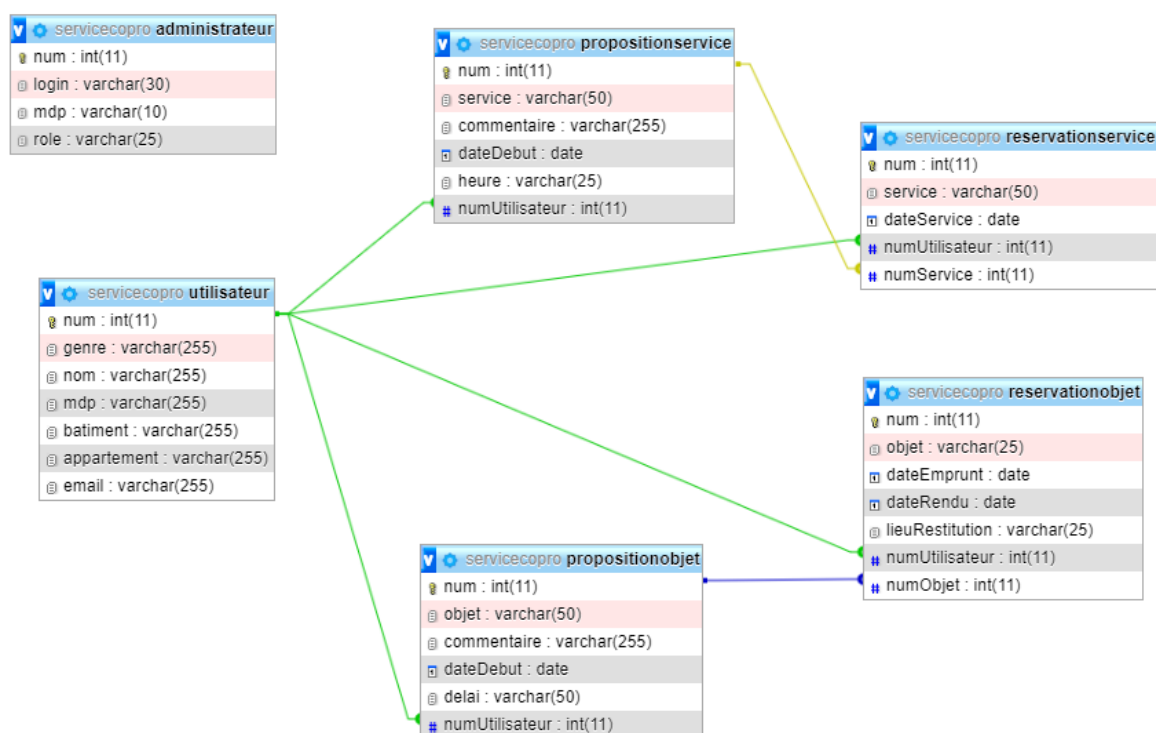 servicecopro administrateur
num : int(11)
login : varchar(30)
mdp : varchar(10)
role : varchar(25)
servicecopro propositionservice
num : int(11)
service : varchar(50)
commentaire : varchar(255)
dateDebut : date
heure : varchar(25)
numUtilisateur : int(11)
servicecopro reservationservice
num : int(11)
service : varchar(50)
dateService : date
numUtilisateur : int(11)
numService : int(11)
servicecopro utilisateur
num : int(11)
genre : varchar(255)
nom : varchar(255)
mdp : varchar(255)
batiment : varchar(255)
appartement : varchar(255)
email : varchar(255)
servicecopro reservationobjet
num : int(11)
objet : varchar(25)
dateEmprunt : date
dateRendu : date
lieuRestitution : varchar(25)
numUtilisateur : int(11)
numObjet : int(11)
servicecopro propositionobjet
num : int(11)
objet : varchar(50)
commentaire : varchar(255)
dateDebut : date
delai : varchar(50)
numUtilisateur : int(11)